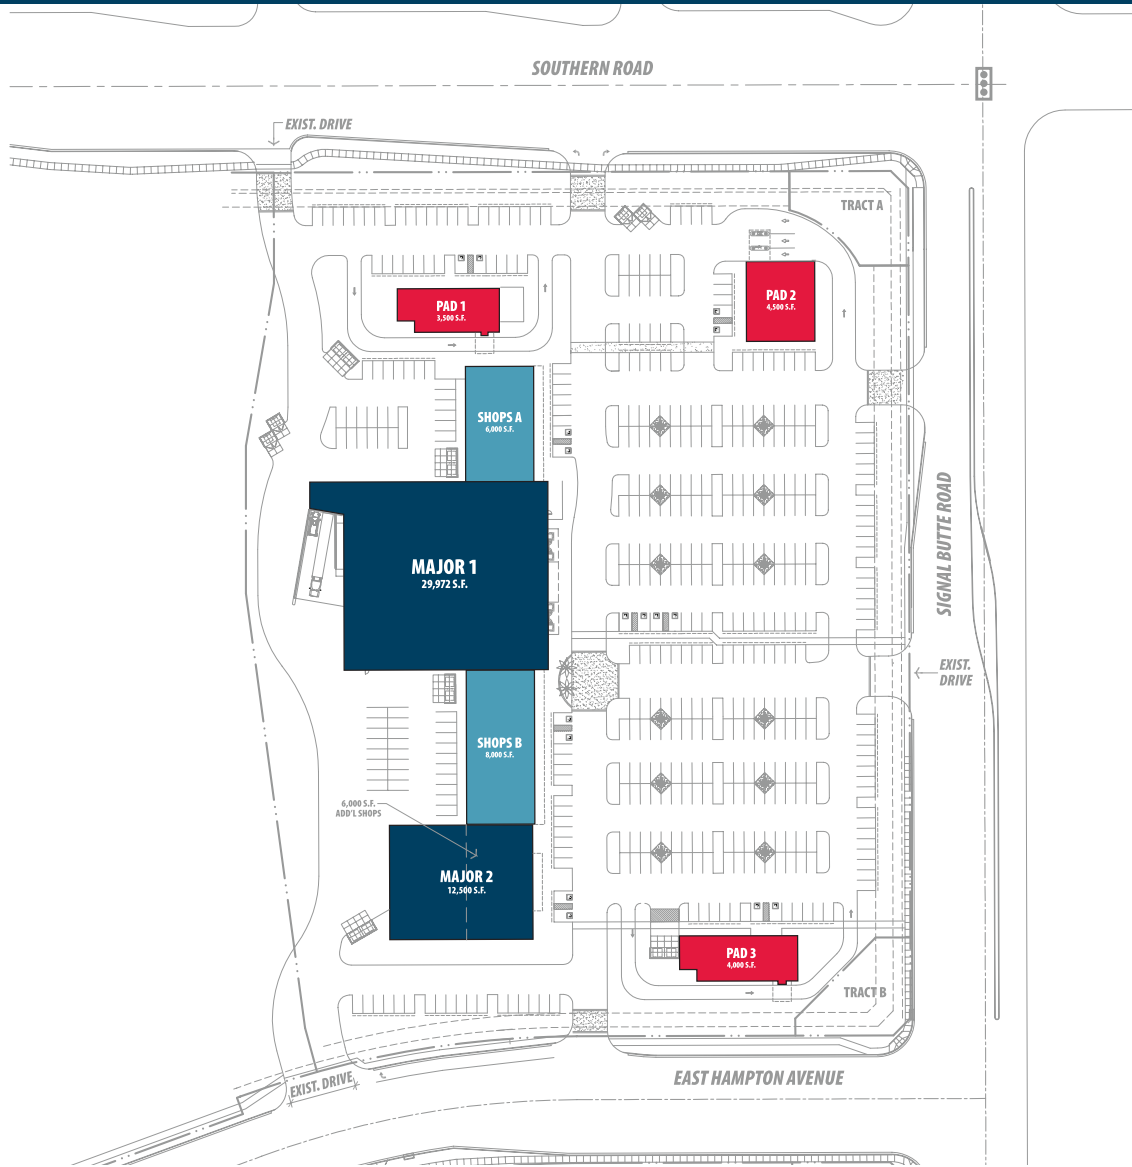 SOUTHERN ROAD
EXIST. DRIVE
TRACT A
PAD 1
3,500 S.F.
PAD 2
4,500 S.F.
SHOPS A
6,000 S.F.
SIGNAL BUTTE ROAD
MAJOR 1
29,972 S.F.
EXIST.
DRIVE
SHOPS B
8,000 S.F.
6,000 S.F.
ADD'L SHOPS
MAJOR 2
12,500 S.F.
PAD 3
4,000 S.F.
TRACT B
EXIST. DRIVE
EAST HAMPTON AVENUE